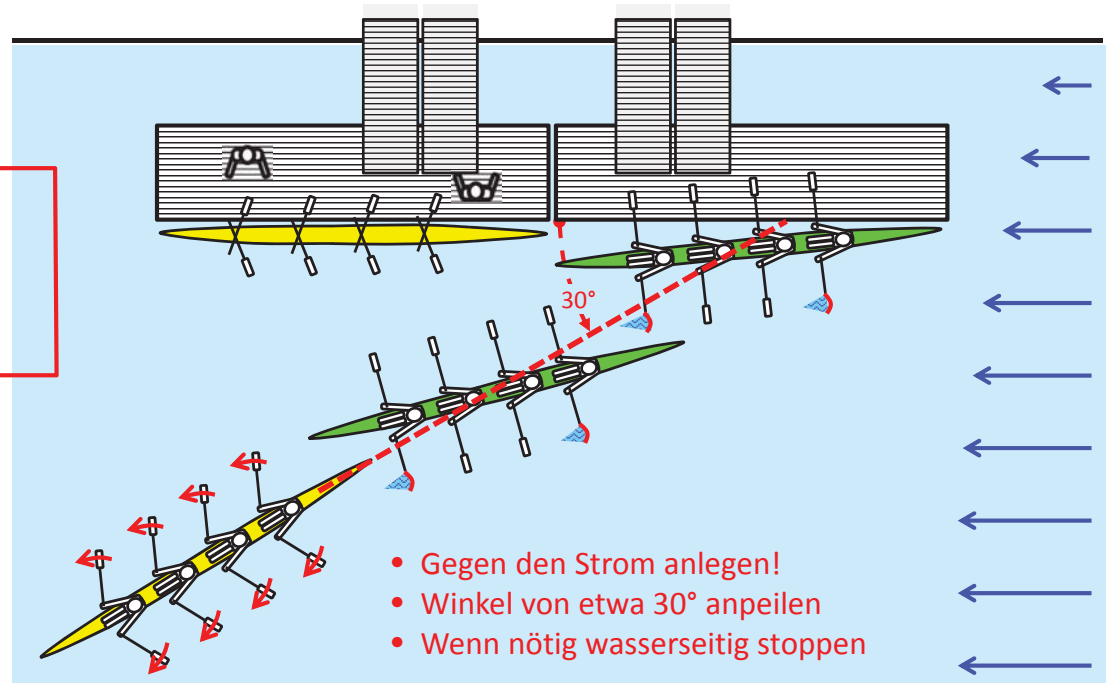 30°
• Gegen den Strom anlegen!
• Winkel von etwa 30° anpeilen
• Wenn nötig wasserseitig stoppen